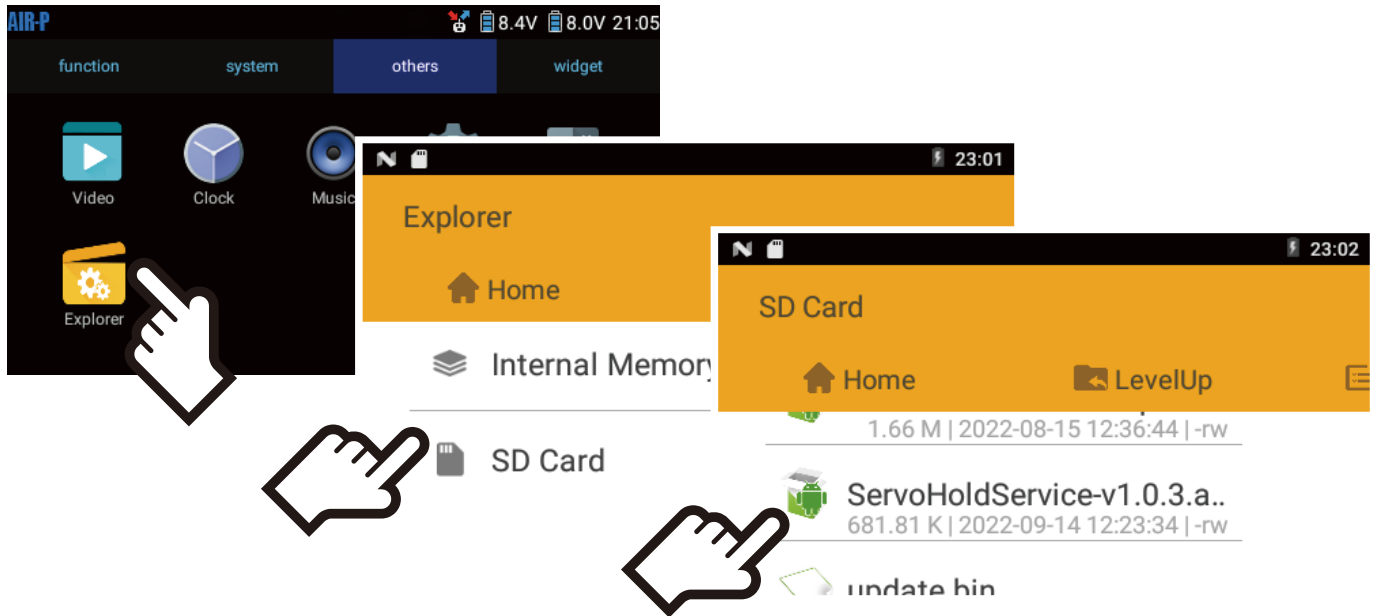 AIR-P 8.4V 8.0V 21:05
function system others widget
Video Clock Music
Explorer
23:01
Explorer
Home
Internal Memory
SD Card
23:02
SD Card
Home LevelUp
1.66 M | 2022-08-15 12:36:44 | -rw
ServoHoldService-v1.0.3.a..
681.81 K | 2022-09-14 12:23:34 | -rw
update.bin